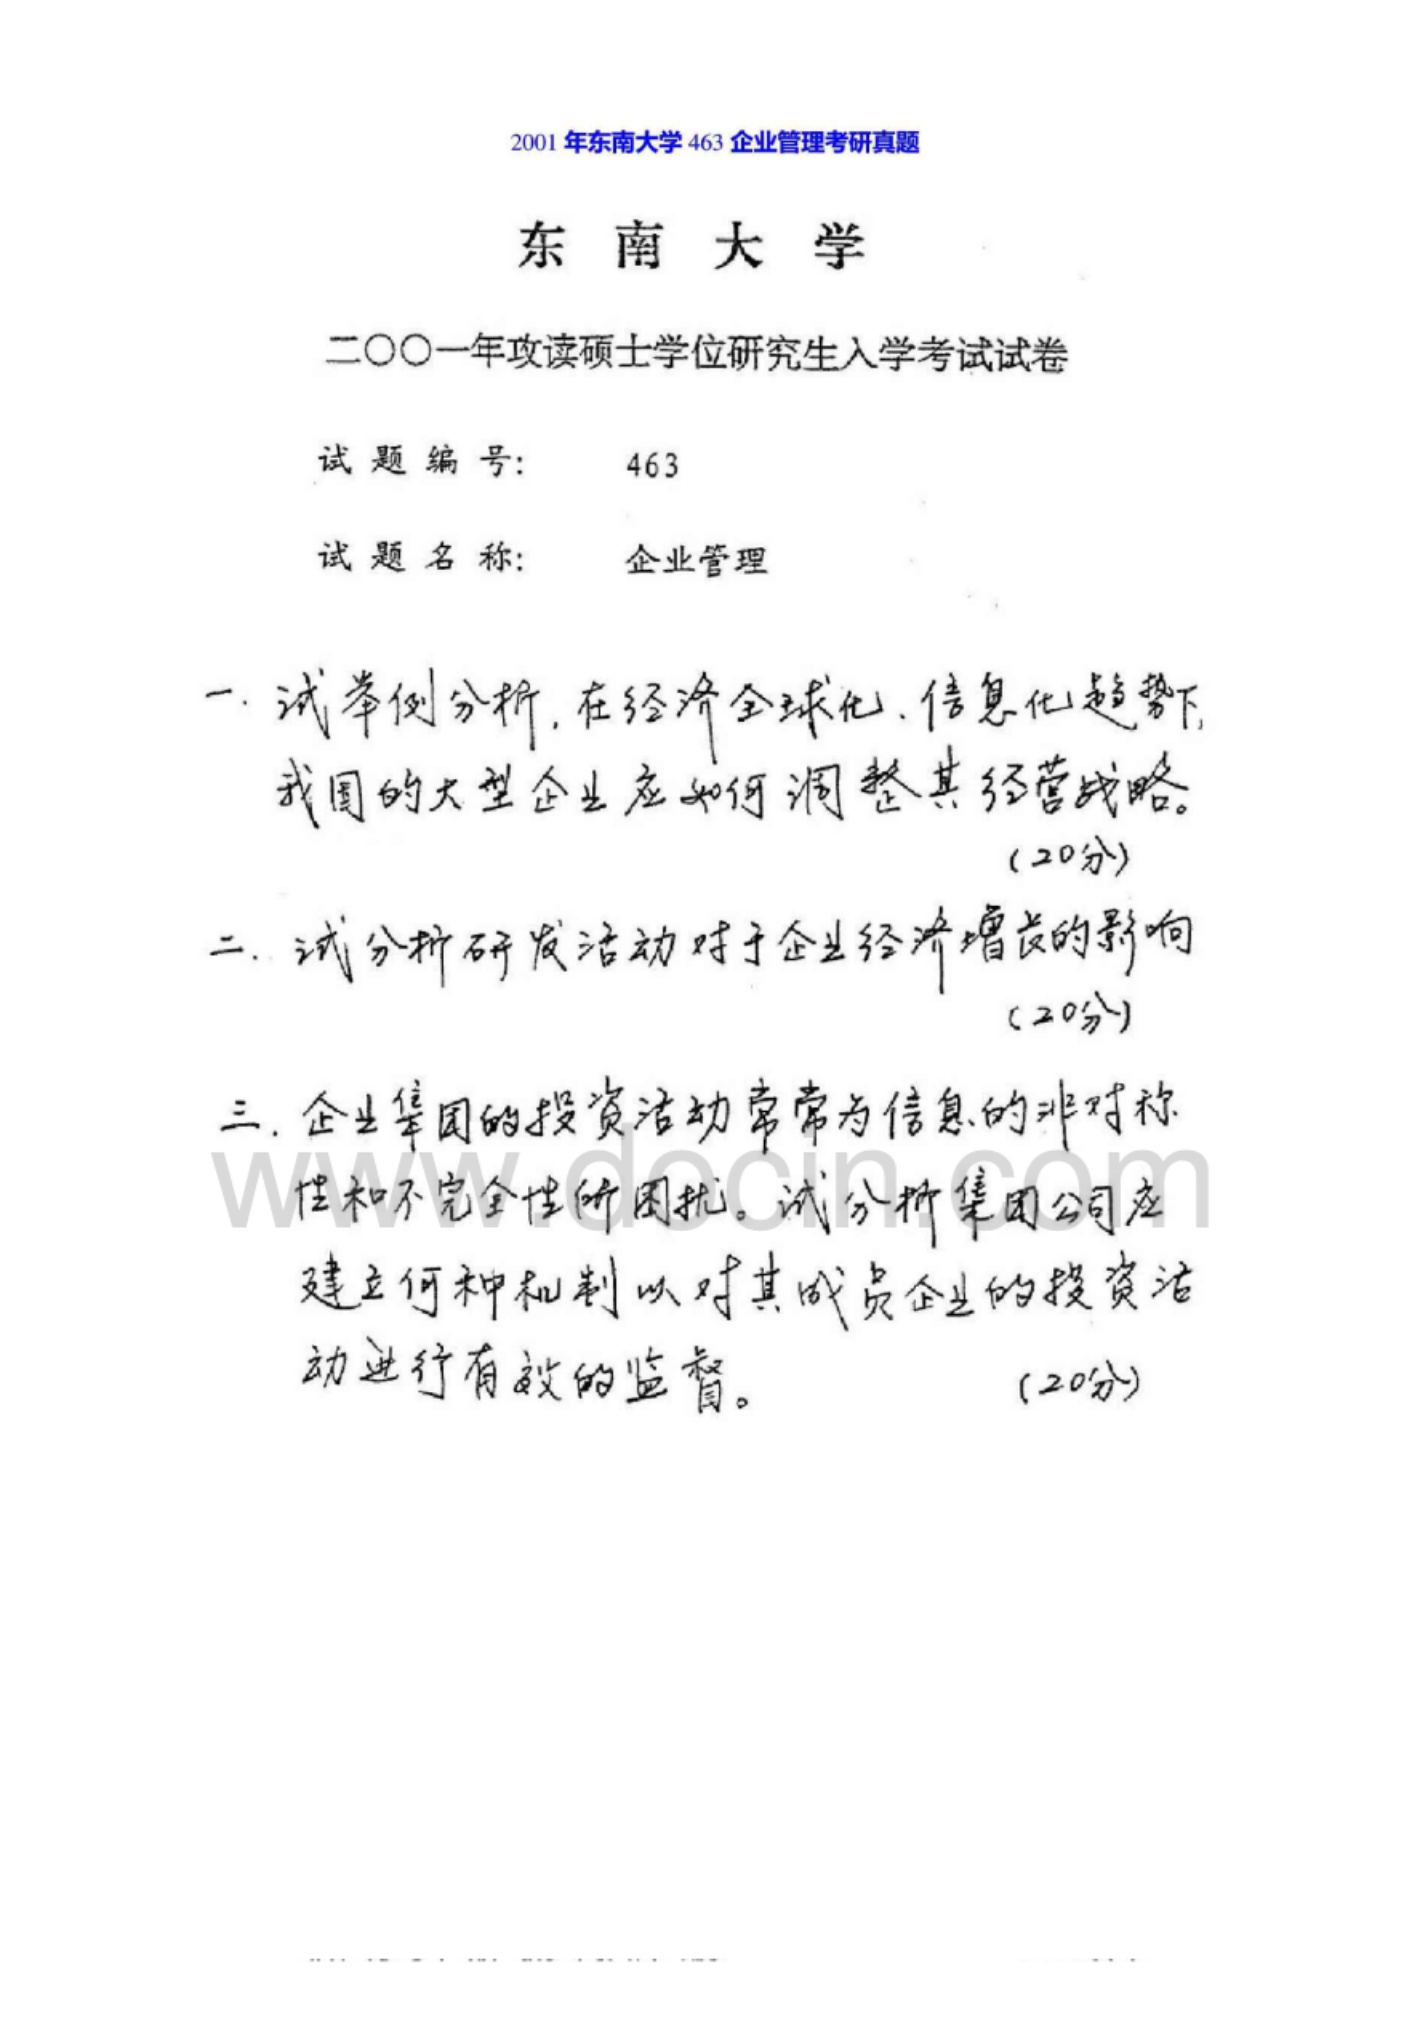 2001 年东南大学 463 企业管理考研真题
东 南 大 学
二〇〇一年攻读硕士学位研究生入学考试试卷
试 题 编 号: 463
试 题 名 称: 企业管理
一. 试举例分析,在经济全球化、信息化趋势下,
我国的大型企业应如何调整其经营战略。
(20分)
二. 试分析研发活动对于企业经济增长的影响
(20分)
三. 企业集团的投资活动常常为信息的非对称
性和不完全性所困扰。试分析集团公司应
建立何种机制以对其成员企业的投资活
动进行有效的监督。 (20分)
www.docin.com